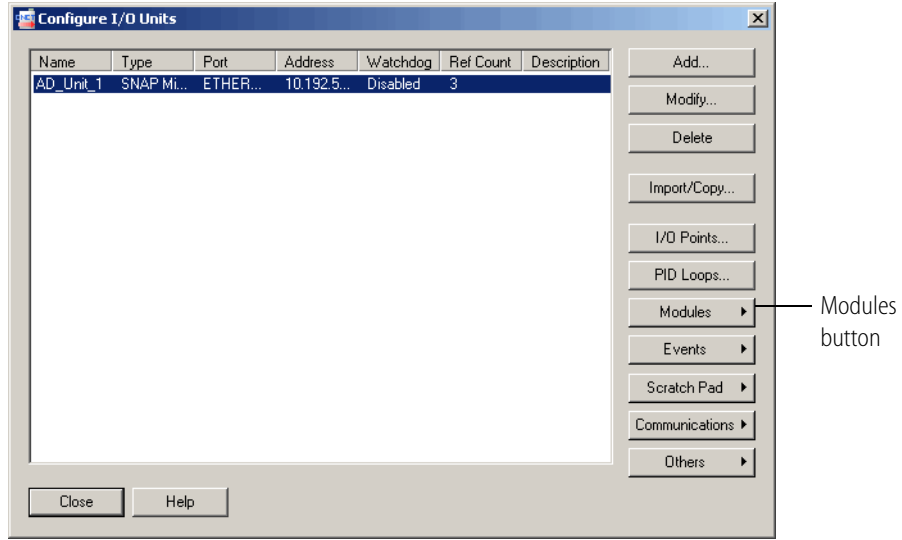 Configure I/O Units
Name Type Port Address Watchdog Ref Count Description
AD_Unit_1 SNAP Mi... ETHER... 10.192.5... Disabled 3
Add...
Modify...
Delete
Import/Copy...
I/O Points...
PID Loops...
Modules
Events
Scratch Pad
Communications
Others
Close Help
Modules
button